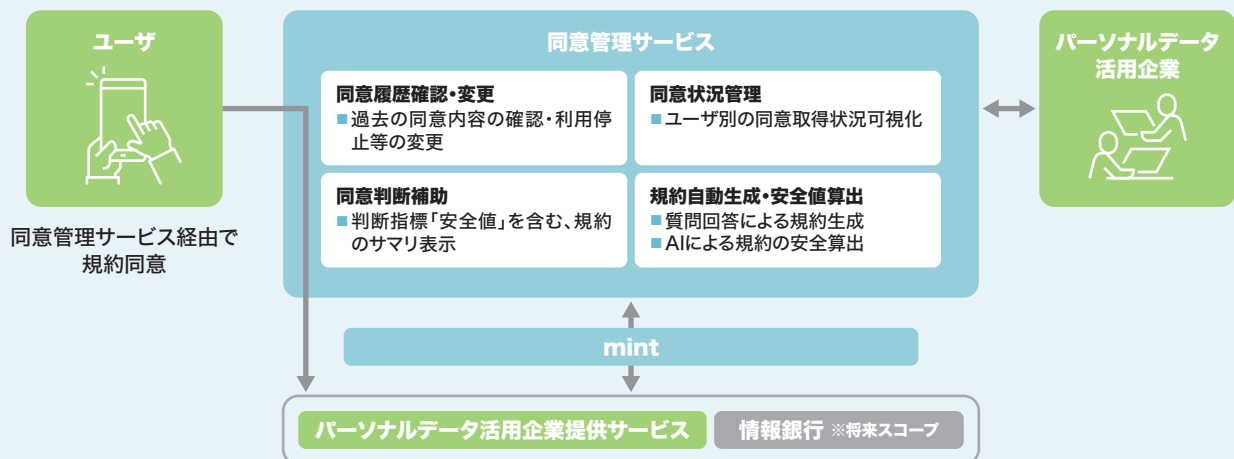 ユーザ
同意管理サービス経由で
規約同意
同意管理サービス
同意履歴確認・変更
■過去の同意内容の確認・利用停
止等の変更
同意状況管理
■ユーザ別の同意取得状況可視化
同意判断補助
■判断指標「安全値」を含む、規約
のサマリ表示
規約自動生成・安全値算出
■質問回答による規約生成
■AIによる規約の安全算出
パーソナルデータ
活用企業
mint
パーソナルデータ活用企業提供サービス
情報銀行 ※将来スコープ